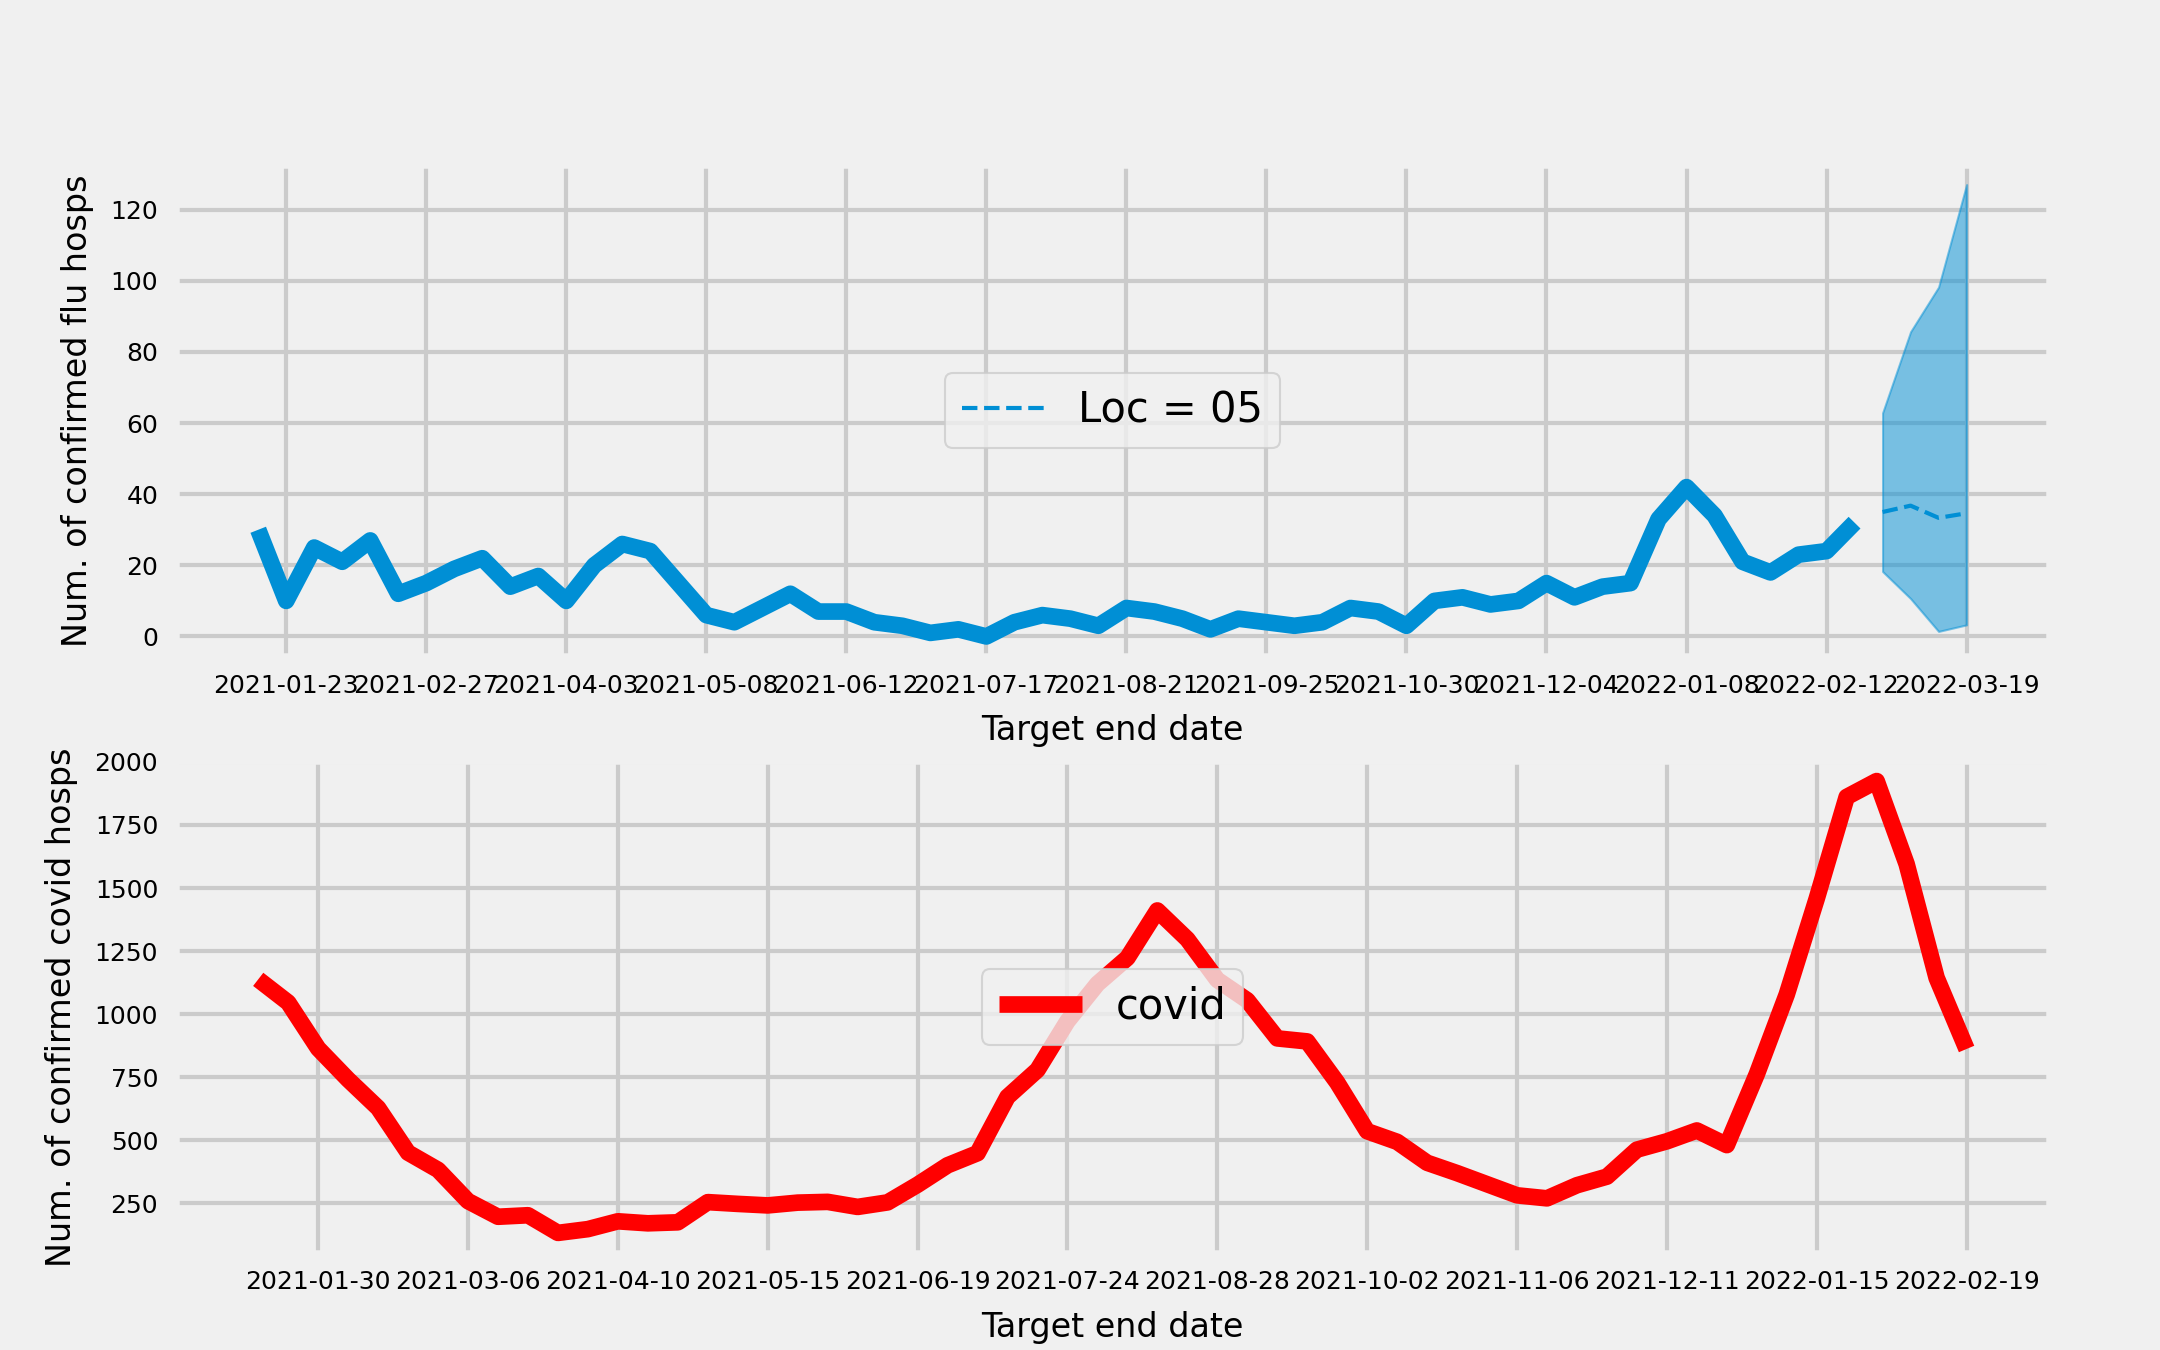 Num. of confirmed flu hosps
120
100
80
60
40
20
0
Loc = 05
2021-01-23 2021-02-27 2021-04-03 2021-05-08 2021-06-12 2021-07-17 2021-08-21 2021-09-25 2021-10-30 2021-12-04 2022-01-08 2022-02-12 2022-03-19
Target end date
Num. of confirmed covid hosps
2000
1750
1500
1250
1000
750
500
250
covid
2021-01-30 2021-03-06 2021-04-10 2021-05-15 2021-06-19 2021-07-24 2021-08-28 2021-10-02 2021-11-06 2021-12-11 2022-01-15 2022-02-19
Target end date